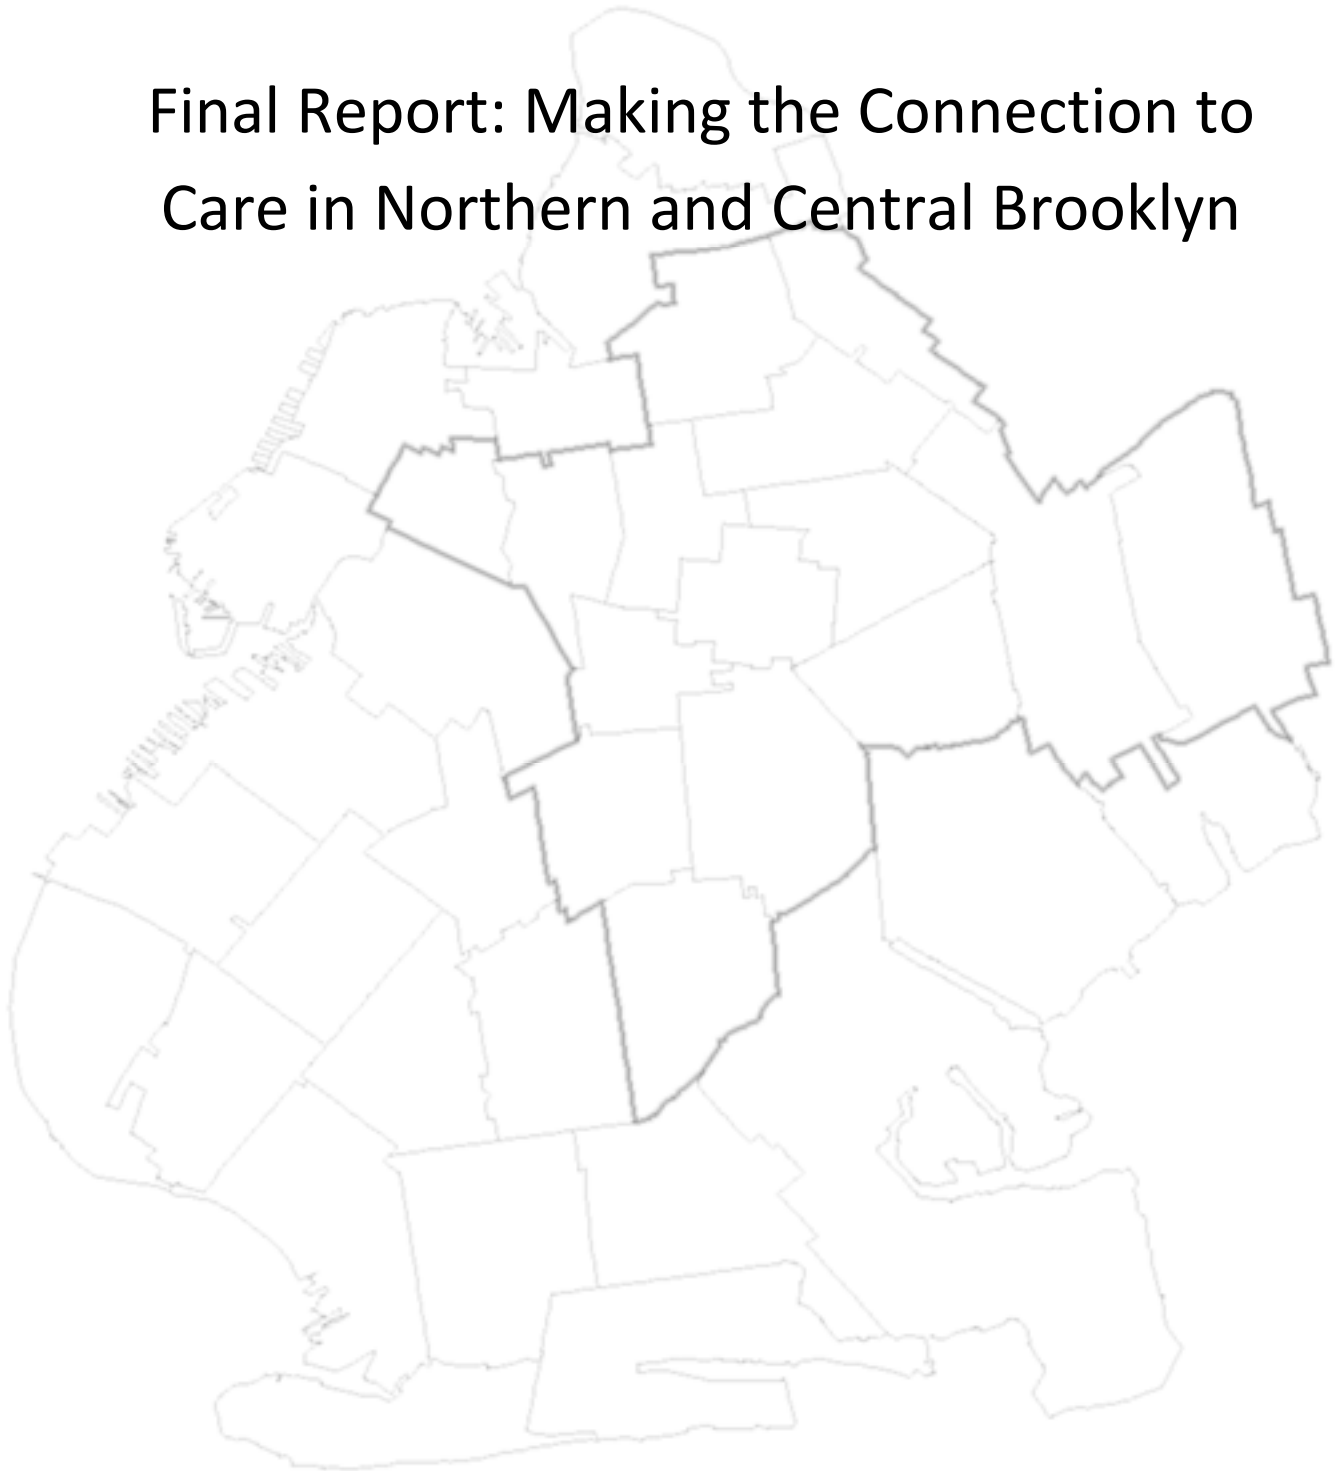 Final Report: Making the Connection to
Care in Northern and Central Brooklyn